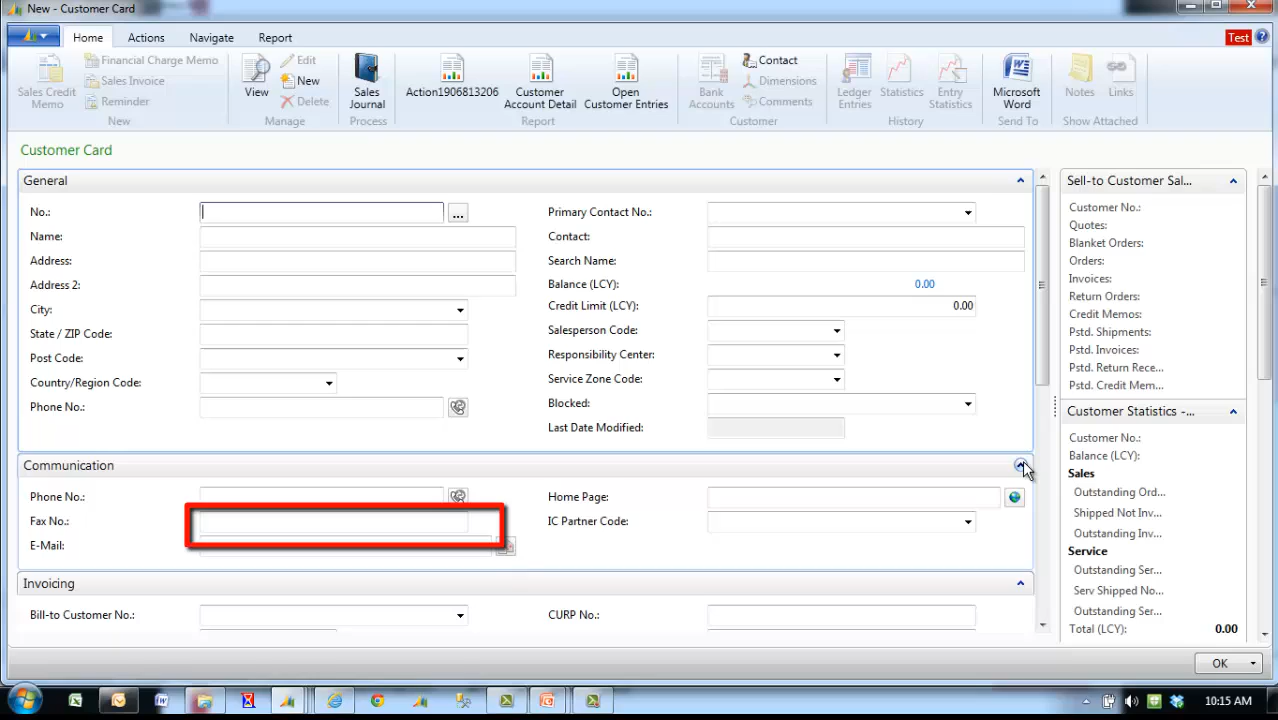 New - Customer Card
Home Actions Navigate Report
Test
Sales Credit Memo
Financial Charge Memo
Sales Invoice
Reminder
New
View
Edit
New
Delete
Manage
Sales Journal
Process
Action1906813206
Customer Account Detail
Open Customer Entries
Report
Bank Accounts
Contact
Dimensions
Comments
Customer
Ledger Entries
Statistics
Entry Statistics
History
Microsoft Word
Send To
Notes
Links
Show Attached
Customer Card
General
No.:
...
Name:
Address:
Address 2:
City:
State / ZIP Code:
Post Code:
Country/Region Code:
Phone No.:
Primary Contact No.:
Contact:
Search Name:
Balance (LCY): 0.00
Credit Limit (LCY): 0.00
Salesperson Code:
Responsibility Center:
Service Zone Code:
Blocked:
Last Date Modified:
Communication
Phone No.:
Fax No.:
E-Mail:
Home Page:
IC Partner Code:
Invoicing
Bill-to Customer No.:
CURP No.:
Sell-to Customer Sal...
Customer No.:
Quotes:
Blanket Orders:
Orders:
Invoices:
Return Orders:
Credit Memos:
Pstd. Shipments:
Pstd. Invoices:
Pstd. Return Rece...
Pstd. Credit Mem...
Customer Statistics -...
Customer No.:
Balance (LCY):
Sales
Outstanding Ord...
Shipped Not Inv...
Outstanding Inv...
Service
Outstanding Ser...
Serv Shipped No...
Outstanding Ser...
Total (LCY): 0.00
OK
10:15 AM